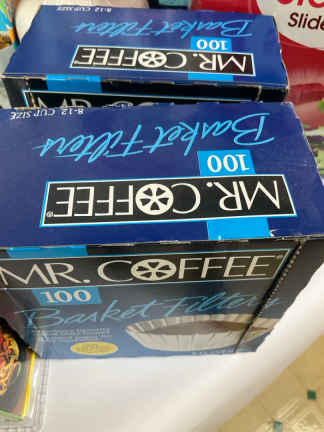 8-12 CUP SIZE
Basket Filters
100
MR. COFFEE
Slide
8-12 CUP SIZE
Basket Filters
100
MR. COFFEE®
MR. COFFEE®
100
Basket Filters